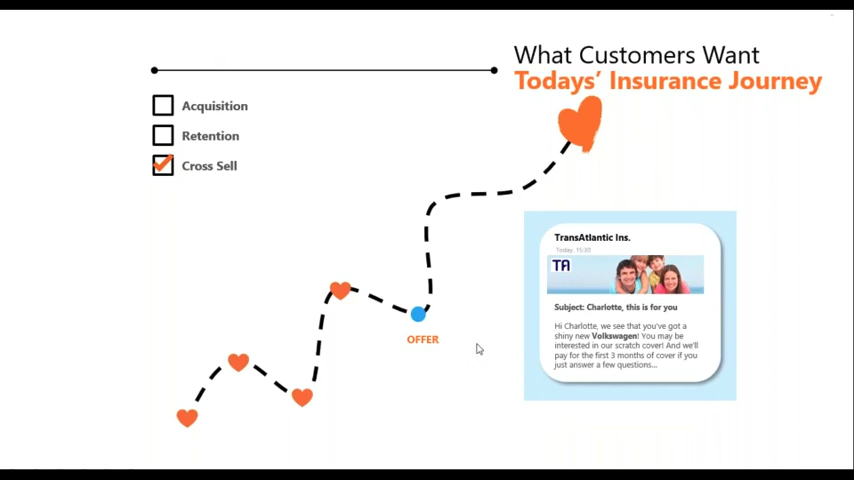 What Customers Want
Todays’ Insurance Journey
Acquisition
Retention
Cross Sell
OFFER
TransAtlantic Ins.
Today, 15:30
TA
Subject: Charlotte, this is for you
Hi Charlotte, we see that you've got a
shiny new Volkswagen! You may be
interested in our scratch cover! And we'll
pay for the first 3 months of cover if you
just answer a few questions...